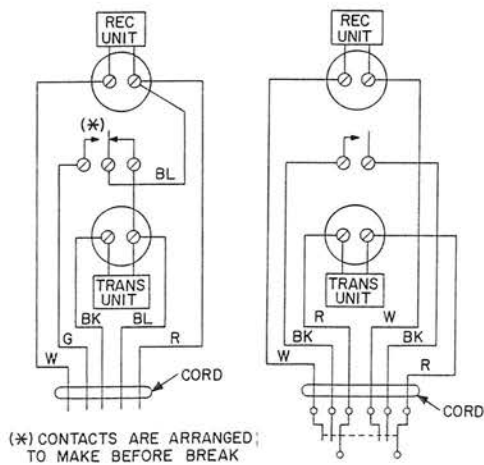 REC
UNIT
(*)
BL
TRANS
UNIT
BK
BL
G
R
W
CORD
(*) CONTACTS ARE ARRANGED;
TO MAKE BEFORE BREAK
REC
UNIT
TRANS
UNIT
R
W
BK
BK
W
R
CORD